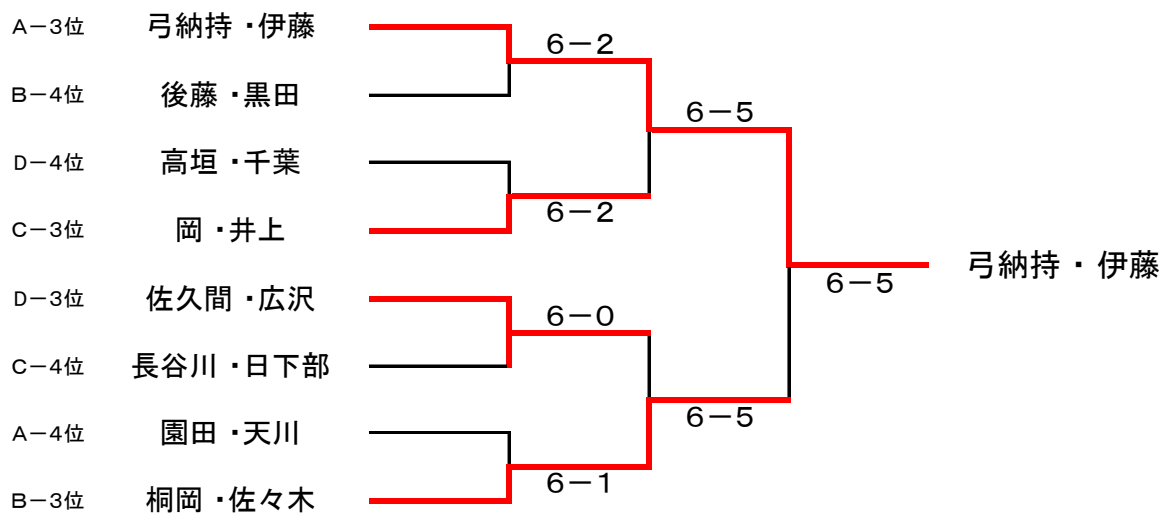 A－3位 弓納持・伊藤
6－2
B－4位 後藤・黒田
6－5
D－4位 高垣・千葉
6－2
C－3位 岡・井上
弓納持・伊藤
6－5
D－3位 佐久間・広沢
6－0
C－4位 長谷川・日下部
6－5
A－4位 園田・天川
6－1
B－3位 桐岡・佐々木